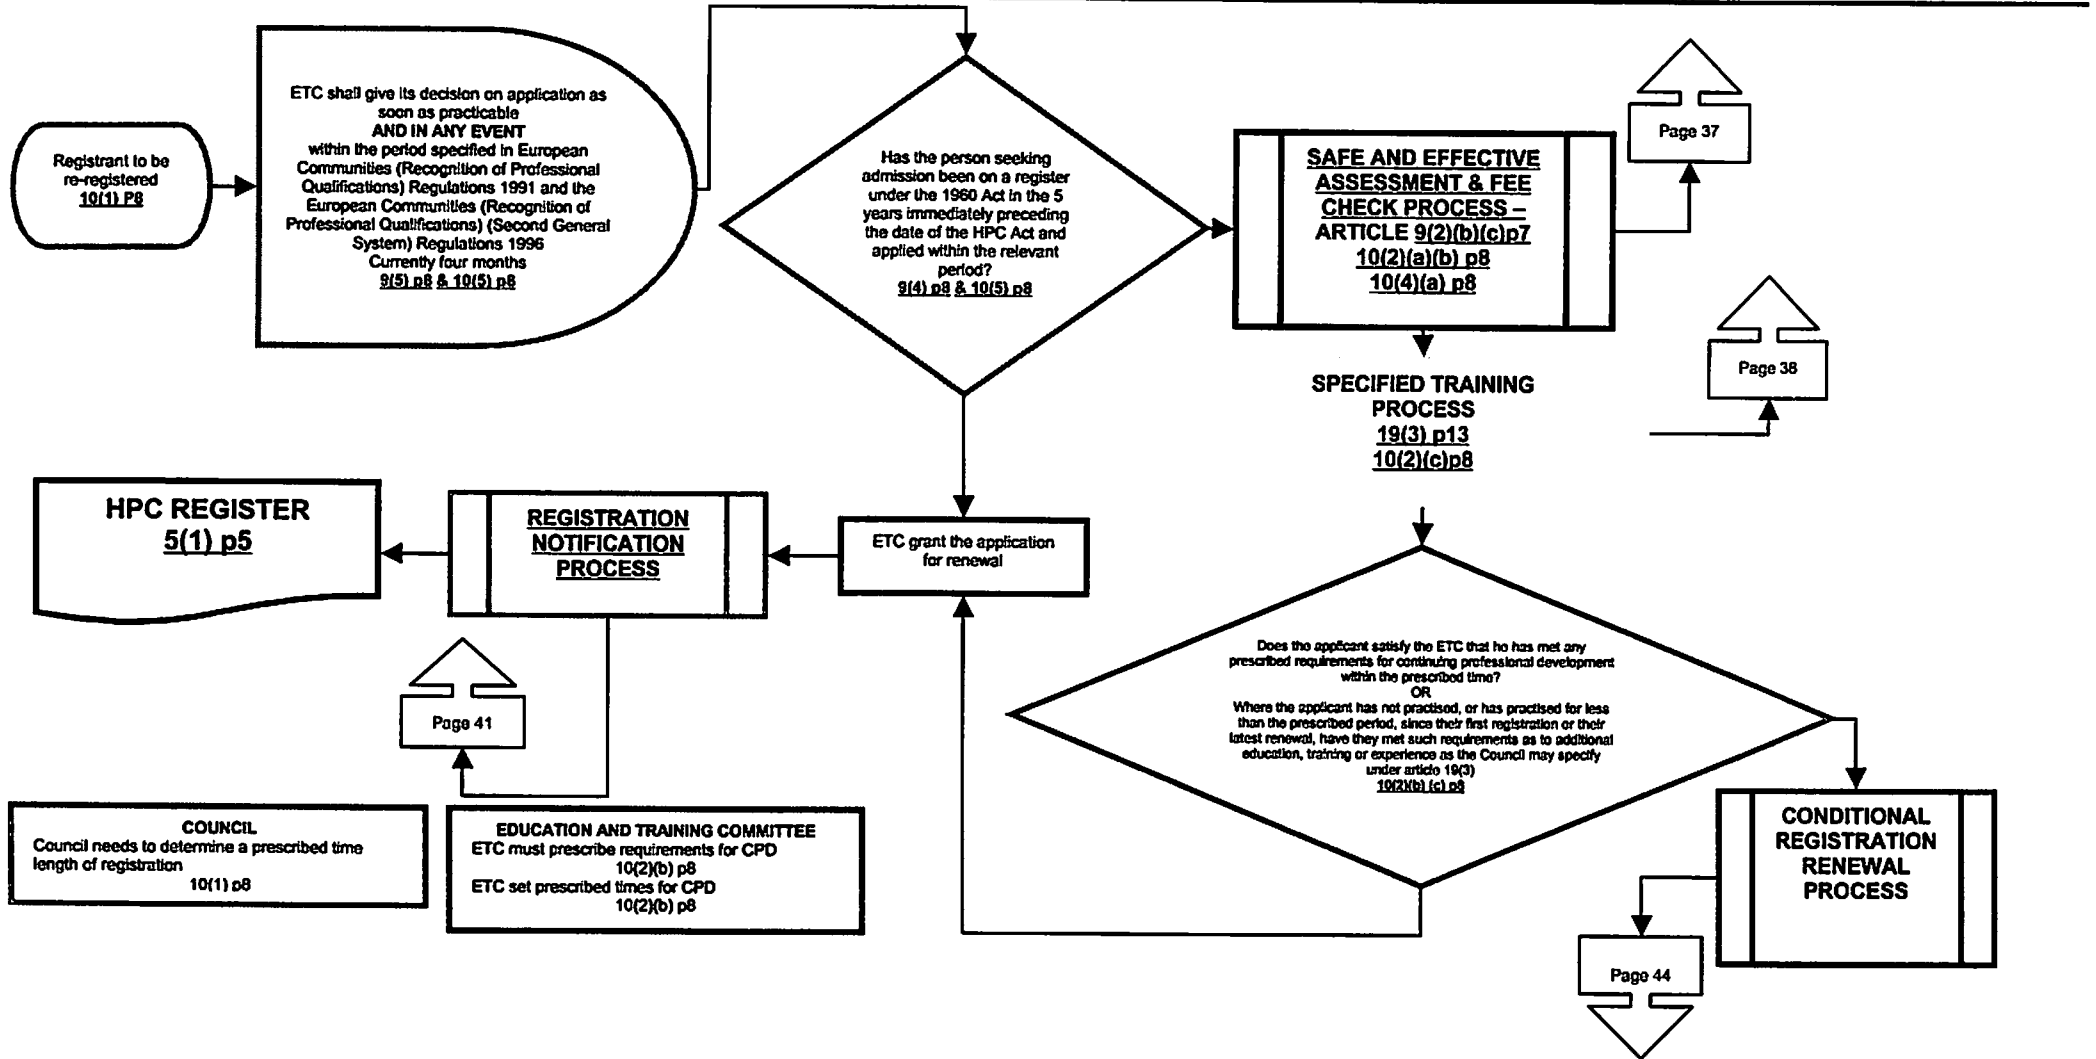 Registrant to be
re-registered
10(1) P8
ETC shall give its decision on application as
soon as practicable
AND IN ANY EVENT
within the period specified in European
Communities (Recognition of Professional
Qualifications) Regulations 1991 and the
European Communities (Recognition of
Professional Qualifications) (Second General
System) Regulations 1996
Currently four months
9(5) p8 & 10(5) p8
Has the person seeking
admission been on a register
under the 1960 Act in the 5
years immediately preceding
the date of the HPC Act and
applied within the relevant
period?
9(4) p8 & 10(5) p8
SAFE AND EFFECTIVE
ASSESSMENT & FEE
CHECK PROCESS –
ARTICLE 9(2)(b)(c)p7
10(2)(a)(b) p8
10(4)(a) p8
Page 37
Page 38
SPECIFIED TRAINING
PROCESS
19(3) p13
10(2)(c)p8
HPC REGISTER
5(1) p5
REGISTRATION
NOTIFICATION
PROCESS
ETC grant the application
for renewal
Does the applicant satisfy the ETC that he has met any
prescribed requirements for continuing professional development
within the prescribed time?
OR
Where the applicant has not practised, or has practised for less
than the prescribed period, since their first registration or their
latest renewal, have they met such requirements as to additional
education, training or experience as the Council may specify
under article 19(3)
10(2)(b) (c) p8
Page 41
COUNCIL
Council needs to determine a prescribed time
length of registration
10(1) p8
EDUCATION AND TRAINING COMMITTEE
ETC must prescribe requirements for CPD
10(2)(b) p8
ETC set prescribed times for CPD
10(2)(b) p8
CONDITIONAL
REGISTRATION
RENEWAL
PROCESS
Page 44